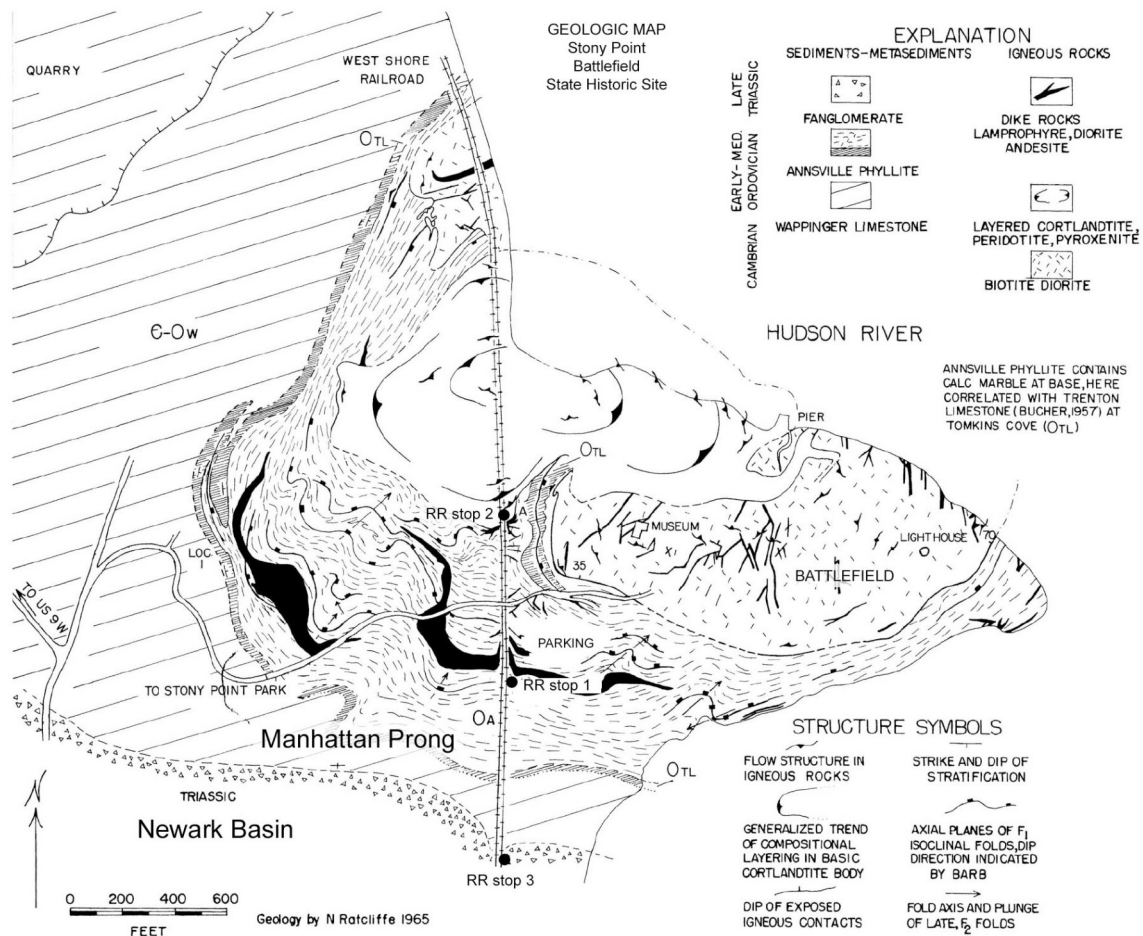 GEOLOGIC MAP
Stony Point
Battlefield
State Historic Site
EXPLANATION
SEDIMENTS-METASEDIMENTS
IGNEOUS ROCKS
LATE
TRIASSIC
FANGLOMERATE
DIKE ROCKS
LAMPROPHYRE, DIORITE
ANDESITE
EARLY-MED.
ORDOVICIAN
ANNSVILLE PHYLLITE
CAMBRIAN
WAPPINGER LIMESTONE
LAYERED CORTLANDTITE,
PERIDOTITE, PYROXENITE
BIOTITE DIORITE
QUARRY
WEST SHORE
RAILROAD
OTL
Є-OW
HUDSON RIVER
ANNSVILLE PHYLLITE CONTAINS
CALC MARBLE AT BASE, HERE
CORRELATED WITH TRENTON
LIMESTONE (BUCHER, 1957) AT
TOMKINS COVE (OTL)
PIER
OTL
RR stop 2
A
MUSEUM
LIGHTHOUSE
70
35
BATTLEFIELD
LOC
1
TO US 9W
PARKING
RR stop 1
TO STONY POINT PARK
OA
Manhattan Prong
OTL
TRIASSIC
Newark Basin
RR stop 3
N
0 200 400 600
FEET
Geology by N Ratcliffe 1965
STRUCTURE SYMBOLS
FLOW STRUCTURE IN
IGNEOUS ROCKS
STRIKE AND DIP OF
STRATIFICATION
GENERALIZED TREND
OF COMPOSITIONAL
LAYERING IN BASIC
CORTLANDTITE BODY
AXIAL PLANES OF F1
ISOCLINAL FOLDS, DIP
DIRECTION INDICATED
BY BARB
DIP OF EXPOSED
IGNEOUS CONTACTS
FOLD AXIS AND PLUNGE
OF LATE, F2 FOLDS